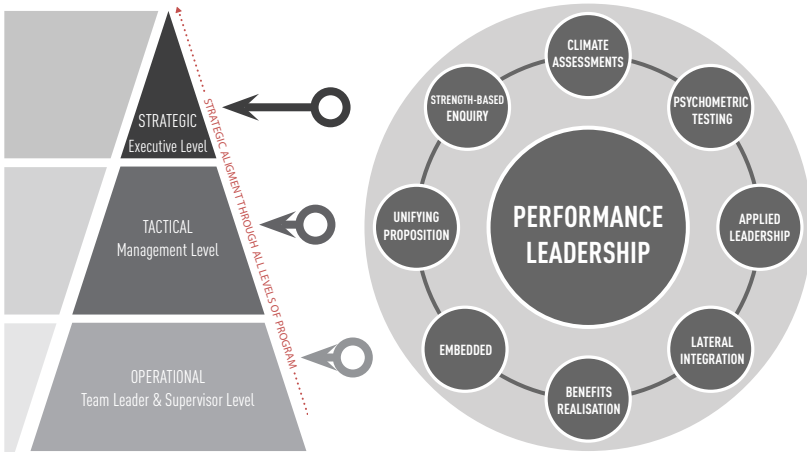 STRATEGIC
Executive Level
TACTICAL
Management Level
OPERATIONAL
Team Leader & Supervisor Level
STRATEGIC ALIGMENT THROUGH ALL LEVELS OF PROGRAM
PERFORMANCE
LEADERSHIP
CLIMATE
ASSESSMENTS
PSYCHOMETRIC
TESTING
APPLIED
LEADERSHIP
LATERAL
INTEGRATION
BENEFITS
REALISATION
EMBEDDED
UNIFYING
PROPOSITION
STRENGTH-BASED
ENQUIRY